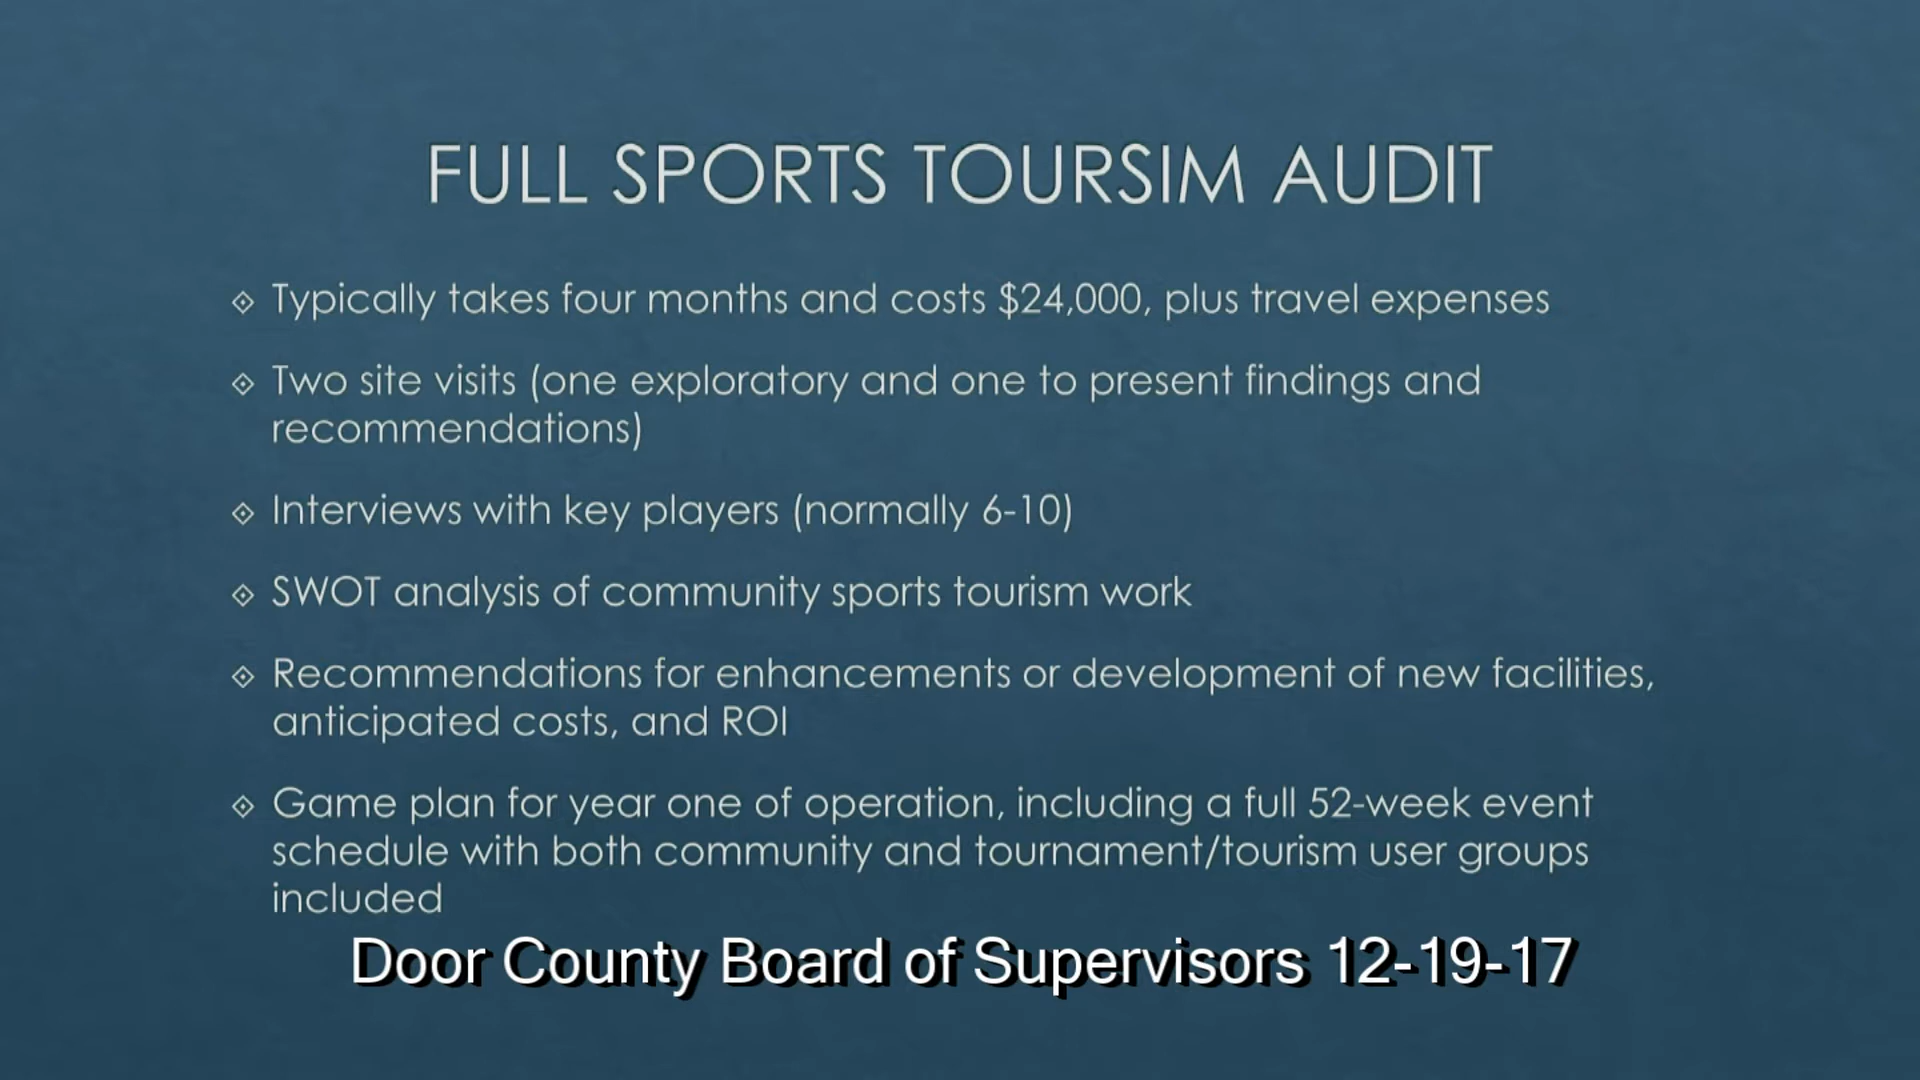 FULL SPORTS TOURSIM AUDIT
Typically takes four months and costs $24,000, plus travel expenses
Two site visits (one exploratory and one to present findings and
recommendations)
Interviews with key players (normally 6-10)
SWOT analysis of community sports tourism work
Recommendations for enhancements or development of new facilities,
anticipated costs, and ROI
Game plan for year one of operation, including a full 52-week event
schedule with both community and tournament/tourism user groups
included
Door County Board of Supervisors 12-19-17